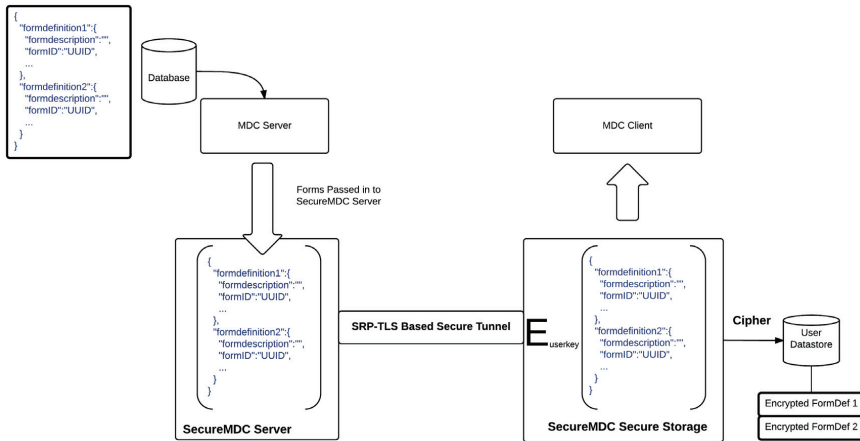 {
"formdefinition1":{
"formdescription":"",
"formID":"UUID",
...
},
"formdefinition2":{
"formdescription":"",
"formID":"UUID",
...
}
}
Database
MDC Server
MDC Client
Forms Passed in to
SecureMDC Server
{
"formdefinition1":{
"formdescription":"",
"formID":"UUID",
...
},
"formdefinition2":{
"formdescription":"",
"formID":"UUID",
...
}
}
SecureMDC Server
SRP-TLS Based Secure Tunnel
E userkey
{
"formdefinition1":{
"formdescription":"",
"formID":"UUID",
...
},
"formdefinition2":{
"formdescription":"",
"formID":"UUID",
...
}
}
SecureMDC Secure Storage
Cipher
User
Datastore
Encrypted FormDef 1
Encrypted FormDef 2